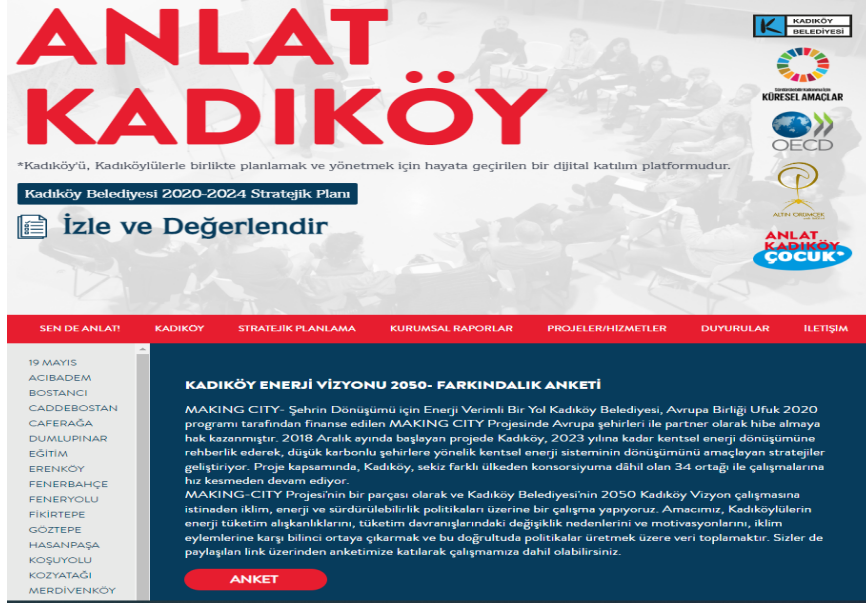 ANLAT
KADIKÖY
*Kadıköy'ü, Kadıköylülerle birlikte planlamak ve yönetmek için hayata geçirilen bir dijital katılım platformudur.
Kadıköy Belediyesi 2020-2024 Stratejik Planı
İzle ve Değerlendir
KADIKÖY
BELEDİYESİ
KÜRESEL AMAÇLAR
OECD
ALTIN ÖRÜMCEK
ANLAT
KADIKÖY
ÇOCUK*
SEN DE ANLAT! KADIKÖY STRATEJİK PLANLAMA KURUMSAL RAPORLAR PROJELER/HİZMETLER DUYURULAR İLETİŞİM
19 MAYIS
ACIBADEM
BOSTANCI
CADDEBOSTAN
CAFERAĞA
DUMLUPINAR
EĞİTİM
ERENKÖY
FENERBAHÇE
FENERYOLU
FİKİRTEPE
GÖZTEPE
HASANPAŞA
KOŞUYOLU
KOZYATAĞI
MERDİVENKÖY
KADIKÖY ENERJİ VİZYONU 2050- FARKINDALIK ANKETİ
MAKING CITY- Şehrin Dönüşümü için Enerji Verimli Bir Yol Kadıköy Belediyesi, Avrupa Birliği Ufuk 2020
programı tarafından finanse edilen MAKING CITY Projesinde Avrupa şehirleri ile partner olarak hibe almaya
hak kazanmıştır. 2018 Aralık ayında başlayan projede Kadıköy, 2023 yılına kadar kentsel enerji dönüşümüne
rehberlik ederek, düşük karbonlu şehirlere yönelik kentsel enerji sisteminin dönüşümünü amaçlayan stratejiler
geliştiriyor. Proje kapsamında, Kadıköy, sekiz farklı ülkeden konsorsiyuma dâhil olan 34 ortağı ile çalışmalarına
hız kesmeden devam ediyor.
MAKING-CITY Projesi'nin bir parçası olarak ve Kadıköy Belediyesi'nin 2050 Kadıköy Vizyon çalışmasına
istinaden iklim, enerji ve sürdürülebilirlik politikaları üzerine bir çalışma yapıyoruz. Amacımız, Kadıköylülerin
enerji tüketim alışkanlıklarını, tüketim davranışlarındaki değişiklik nedenlerini ve motivasyonlarını, iklim
eylemlerine karşı bilinci ortaya çıkarmak ve bu doğrultuda politikalar üretmek üzere veri toplamaktır. Sizler de
paylaşılan link üzerinden anketimize katılarak çalışmamıza dahil olabilirsiniz.
ANKET